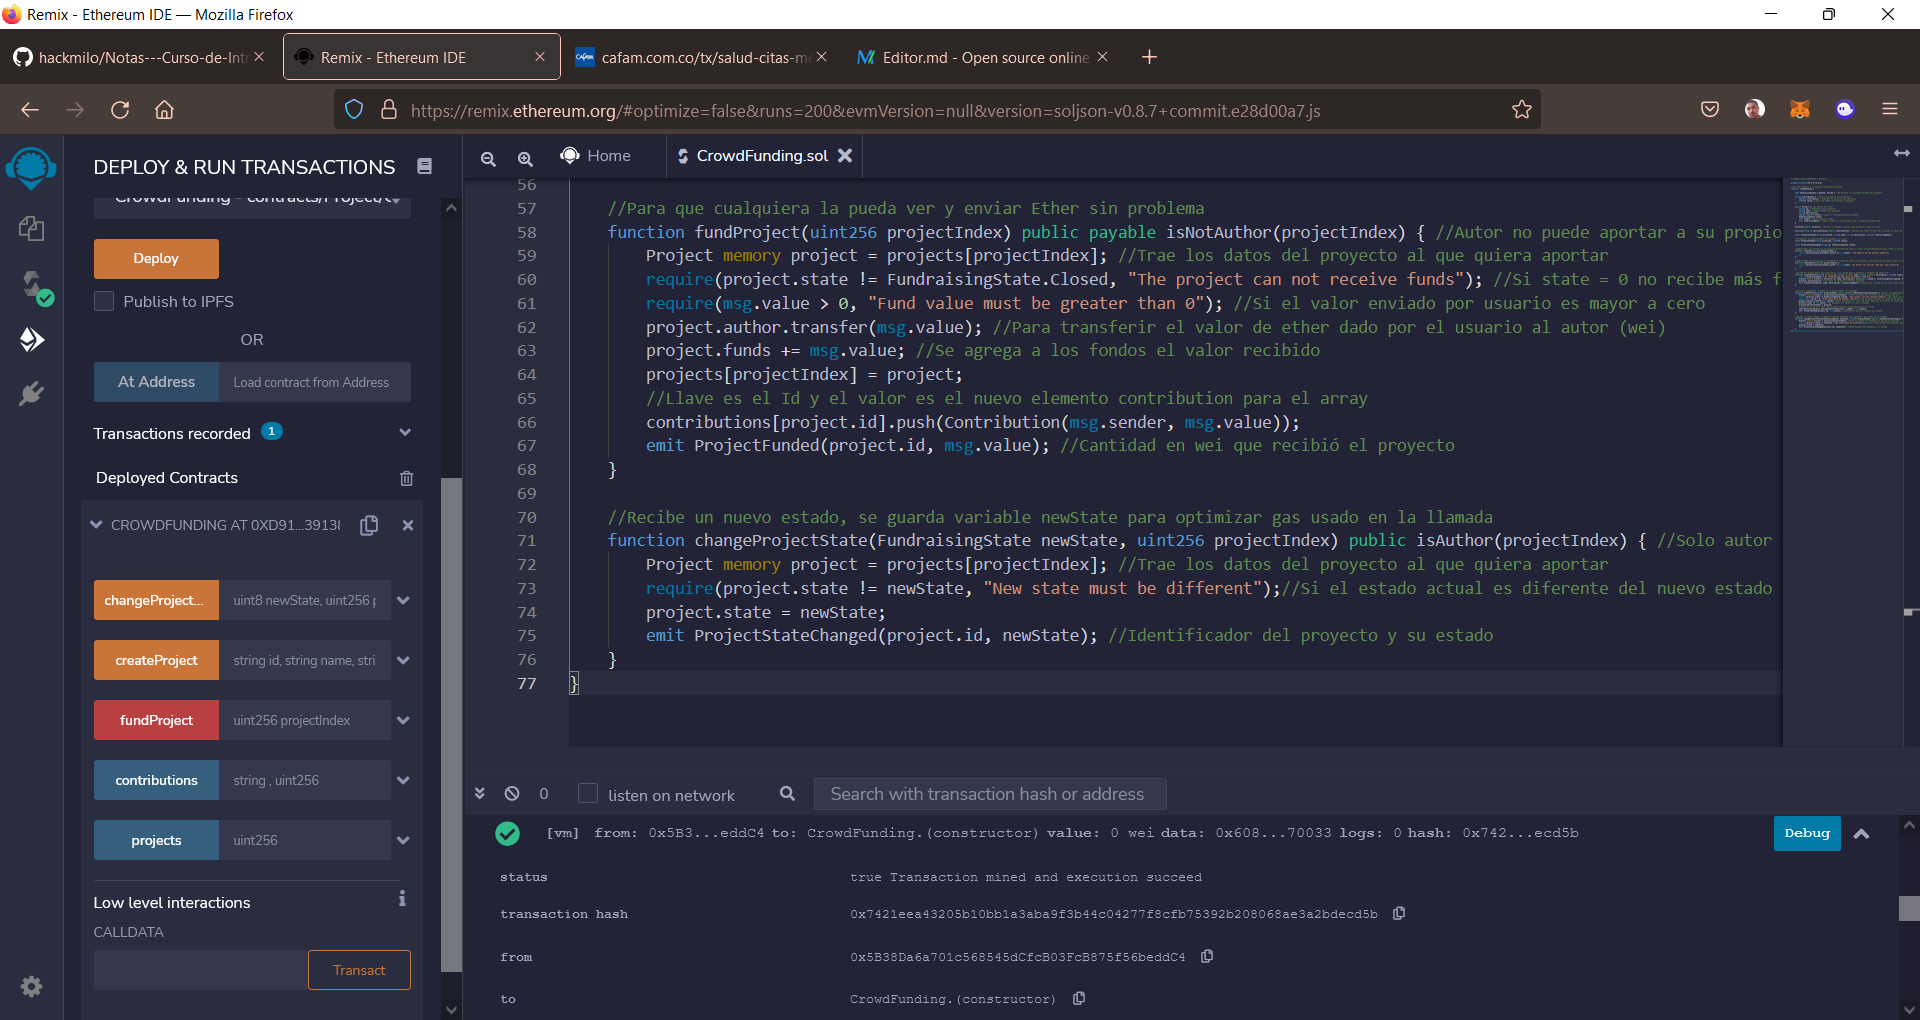 Remix - Ethereum IDE — Mozilla Firefox
hackmilo/Notas---Curso-de-Intr
Remix - Ethereum IDE
cafam.com.co/tx/salud-citas-me
Editor.md - Open source online
https://remix.ethereum.org/#optimize=false&runs=200&evmVersion=null&version=soljson-v0.8.7+commit.e28d00a7.js
DEPLOY & RUN TRANSACTIONS
Home
CrowdFunding.sol
CrowdFunding - contracts/Project/C
Deploy
Publish to IPFS
OR
At Address
Load contract from Address
Transactions recorded 1
Deployed Contracts
CROWDFUNDING AT 0XD91...39138
changeProject...
uint8 newState, uint256 p
createProject
string id, string name, stri
fundProject
uint256 projectIndex
contributions
string , uint256
projects
uint256
Low level interactions
CALLDATA
Transact
56
57 //Para que cualquiera la pueda ver y enviar Ether sin problema
58 function fundProject(uint256 projectIndex) public payable isNotAuthor(projectIndex) { //Autor no puede aportar a su propio
59 Project memory project = projects[projectIndex]; //Trae los datos del proyecto al que quiera aportar
60 require(project.state != FundraisingState.Closed, "The project can not receive funds"); //Si state = 0 no recibe más f
61 require(msg.value > 0, "Fund value must be greater than 0"); //Si el valor enviado por usuario es mayor a cero
62 project.author.transfer(msg.value); //Para transferir el valor de ether dado por el usuario al autor (wei)
63 project.funds += msg.value; //Se agrega a los fondos el valor recibido
64 projects[projectIndex] = project;
65 //Llave es el Id y el valor es el nuevo elemento contribution para el array
66 contributions[project.id].push(Contribution(msg.sender, msg.value));
67 emit ProjectFunded(project.id, msg.value); //Cantidad en wei que recibió el proyecto
68 }
69
70 //Recibe un nuevo estado, se guarda variable newState para optimizar gas usado en la llamada
71 function changeProjectState(FundraisingState newState, uint256 projectIndex) public isAuthor(projectIndex) { //Solo autor
72 Project memory project = projects[projectIndex]; //Trae los datos del proyecto al que quiera aportar
73 require(project.state != newState, "New state must be different");//Si el estado actual es diferente del nuevo estado
74 project.state = newState;
75 emit ProjectStateChanged(project.id, newState); //Identificador del proyecto y su estado
76 }
77 }
0
listen on network
Search with transaction hash or address
[vm] from: 0x5B3...eddC4 to: CrowdFunding.(constructor) value: 0 wei data: 0x608...70033 logs: 0 hash: 0x742...ecd5b
Debug
status true Transaction mined and execution succeed
transaction hash 0x7421eea43205b10bb1a3aba9f3b44c04277f8cfb75392b208068ae3a2bdecd5b
from 0x5B38Da6a701c568545dCfcB03FcB875f56beddC4
to CrowdFunding.(constructor)